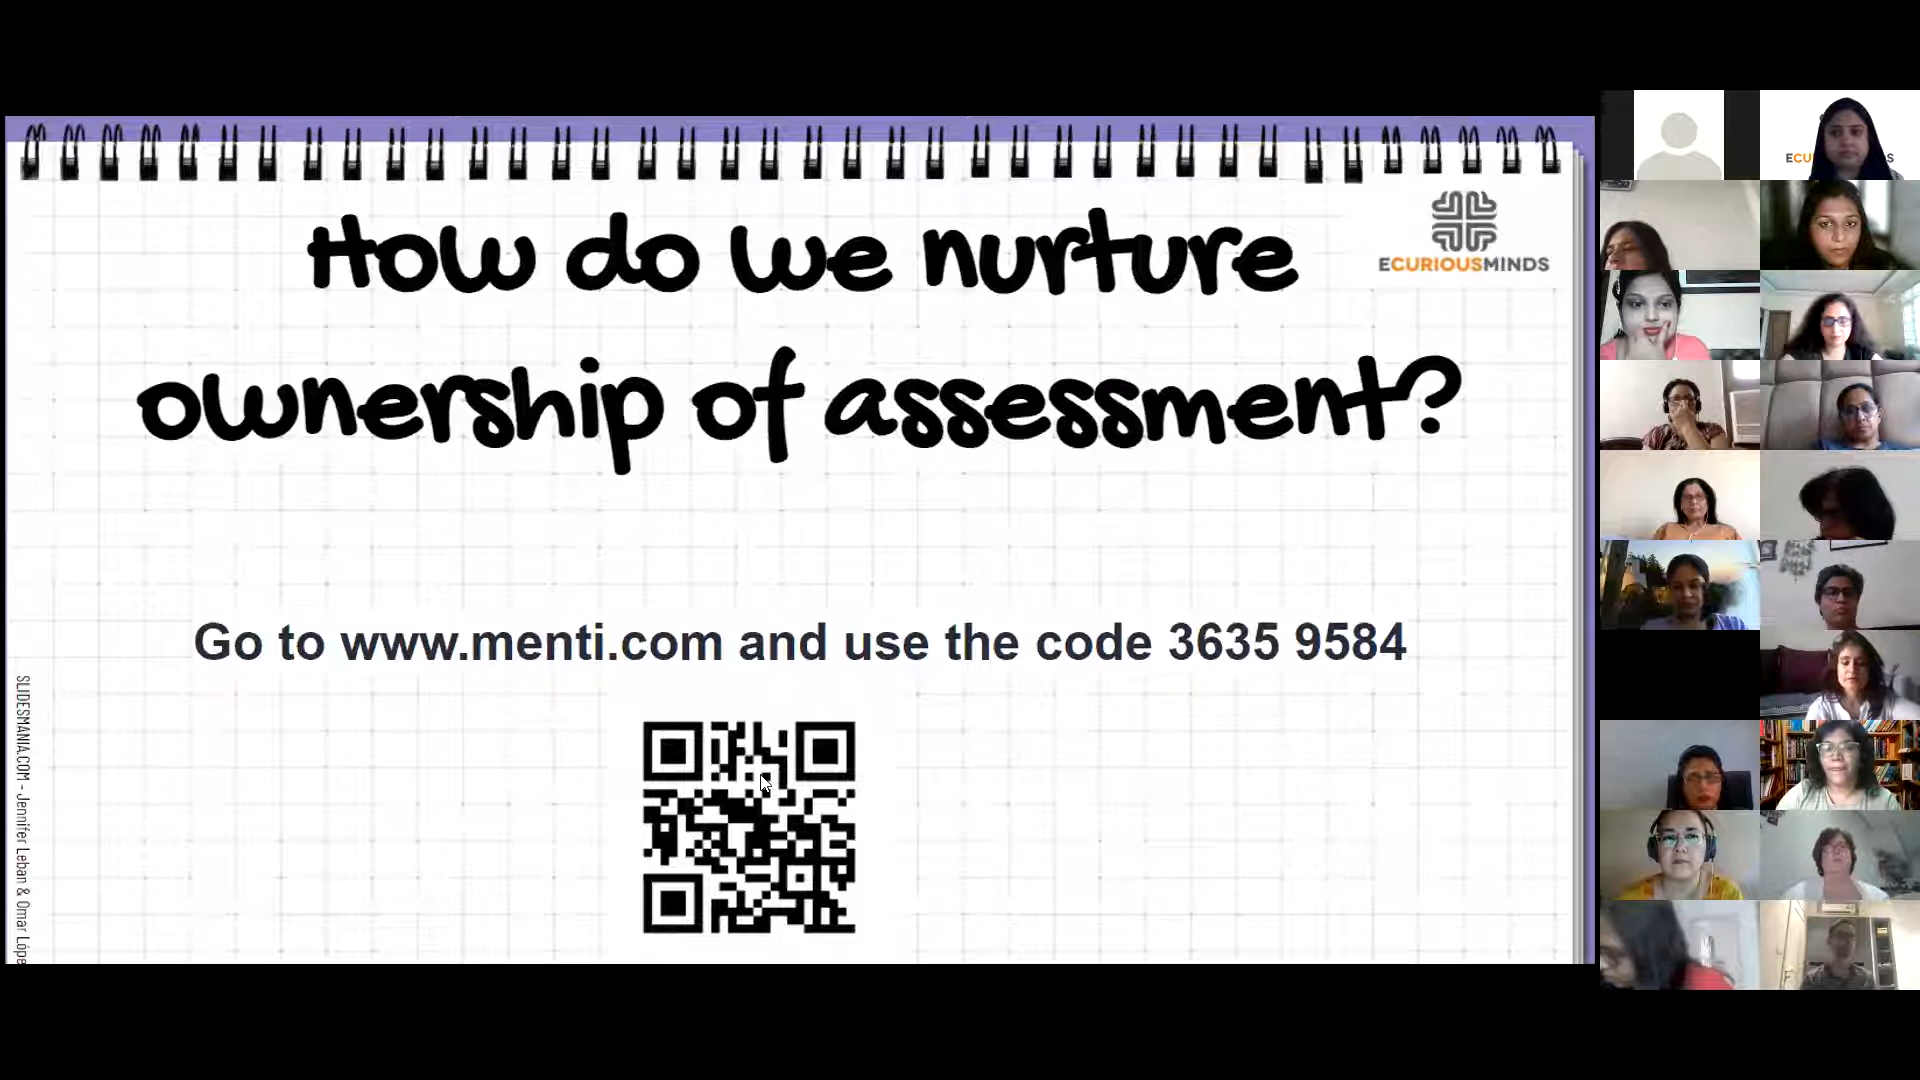 How do we nurture
ownership of assessment?
ECURIOUSMINDS
Go to www.menti.com and use the code 3635 9584
SLIDESMANIA.COM - Jennifer Leban & Omar Lópe